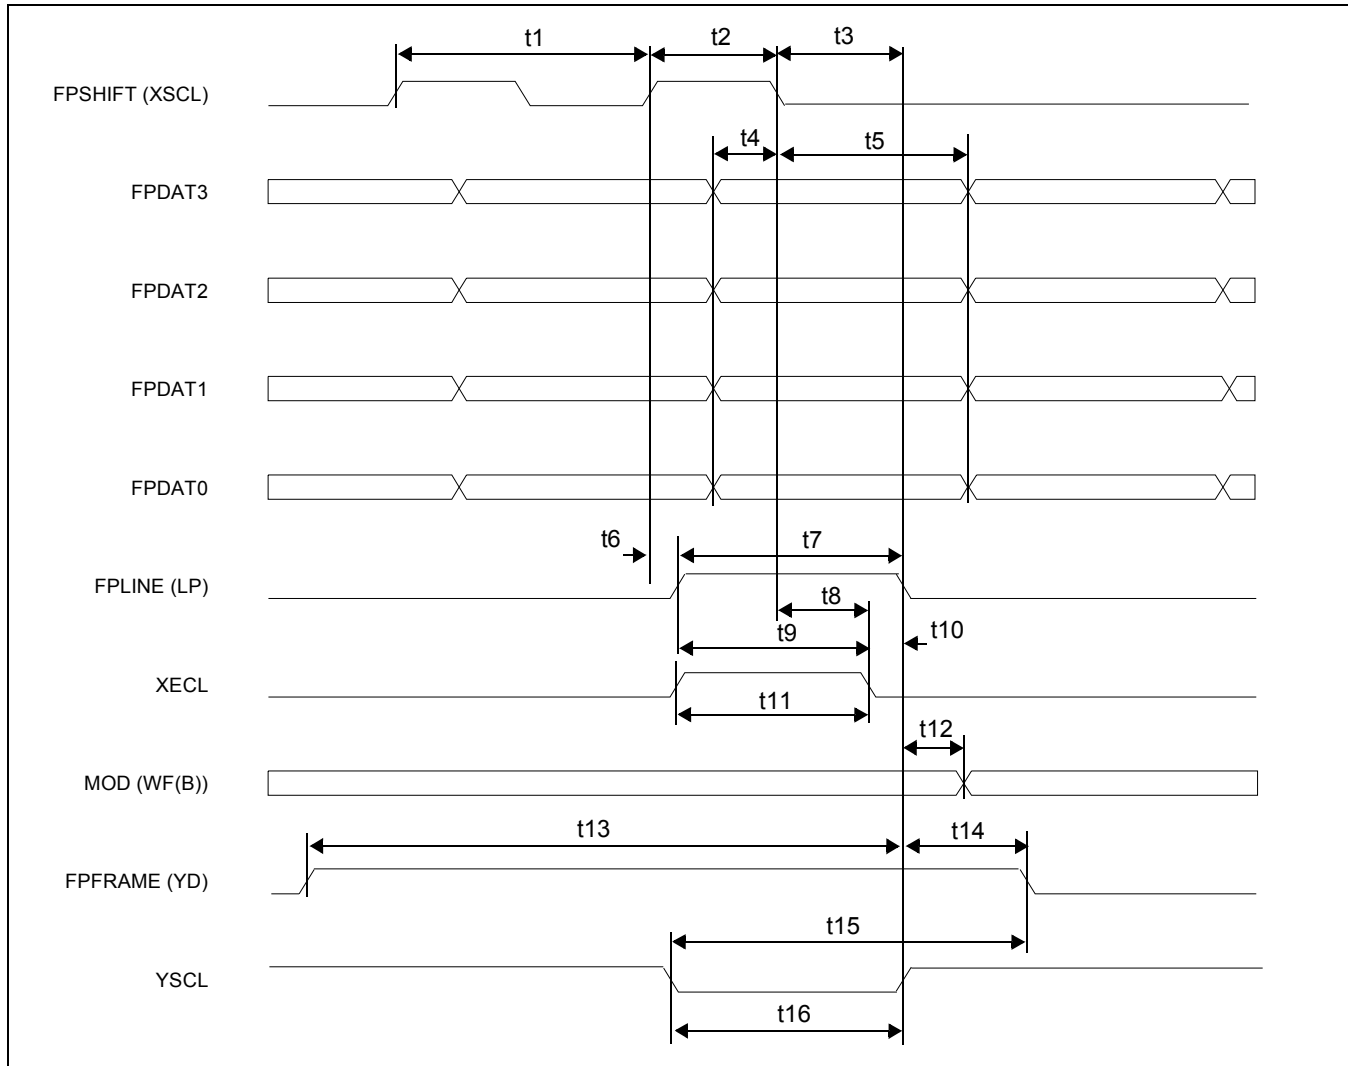 t1
t2
t3
FPSHIFT (XSCL)
t4
t5
FPDAT3
FPDAT2
FPDAT1
FPDAT0
t6
t7
FPLINE (LP)
t8
t9
t10
XECL
t11
t12
MOD (WF(B))
t13
t14
FPFRAME (YD)
t15
YSCL
t16